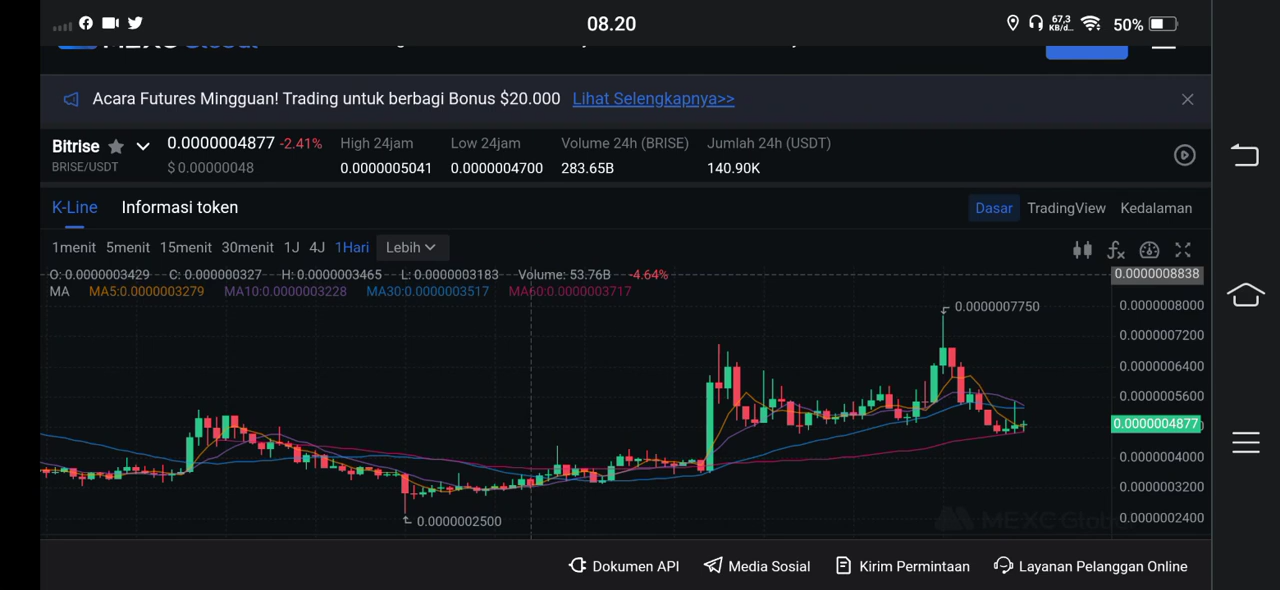 08.20
67,3
KB/d...
50%
MEXC Global
Acara Futures Mingguan! Trading untuk berbagi Bonus $20.000 Lihat Selengkapnya>>
Bitrise 0.0000004877 -2.41% High 24jam Low 24jam Volume 24h (BRISE) Jumlah 24h (USDT)
BRISE/USDT $ 0.00000048 0.0000005041 0.0000004700 283.65B 140.90K
K-Line Informasi token Dasar TradingView Kedalaman
1menit 5menit 15menit 30menit 1J 4J 1Hari Lebih
O: 0.0000003429 C: 0.000000327 H: 0.0000003465 L: 0.0000003183 Volume: 53.76B -4.64%
MA MA5:0.0000003279 MA10:0.0000003228 MA30:0.0000003517 MA60:0.0000003717
0.0000008838
0.0000007750
0.0000008000
0.0000007200
0.0000006400
0.0000005600
0.0000004877
0.0000004000
0.0000003200
0.0000002400
0.0000002500
MEXC Global
Dokumen API Media Sosial Kirim Permintaan Layanan Pelanggan Online